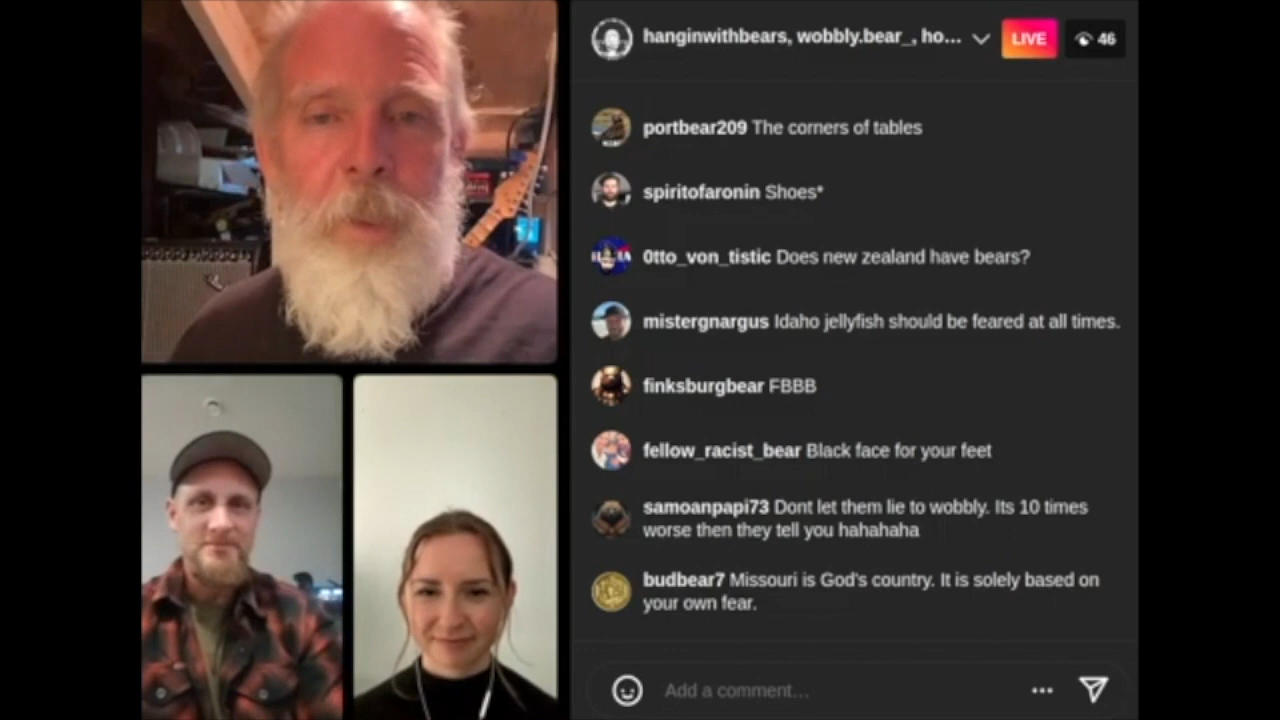 hanginwithbears, wobbly.bear_, ho...
LIVE
46
portbear209 The corners of tables
spiritofaronin Shoes*
0tto_von_tistic Does new zealand have bears?
mistergnargus Idaho jellyfish should be feared at all times.
finksburgbear FBBB
fellow_racist_bear Black face for your feet
samoanpapi73 Dont let them lie to wobbly. Its 10 times
worse then they tell you hahahaha
budbear7 Missouri is God's country. It is solely based on
your own fear.
Add a comment...